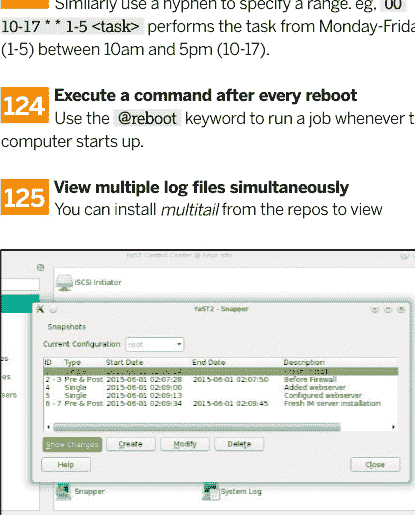 Similarly use a hyphen to specify a range. eg, 00
10-17 * * 1-5 <task> performs the task from Monday-Frida
(1-5) between 10am and 5pm (10-17).
124 Execute a command after every reboot
Use the @reboot keyword to run a job whenever t
computer starts up.
125 View multiple log files simultaneously
You can install multitail from the repos to view
YaST Control Center @
iSCSI Initiator
YaST2 - Snapper
Snapshots
Current Configuration root
ID Type Start Date End Date Description
2 - 3 Pre & Post 2015-06-01 02:07:28 2015-06-01 02:07:50 Before Firewall
4 Single 2015-06-01 02:09:00 Added webserver
5 Single 2015-06-01 02:09:13 Configured webserver
6 - 7 Pre & Post 2015-06-01 02:09:34 2015-06-01 02:09:45 Fresh IM server installation
Show Changes Create Modify Delete
Help Close
es
es
sers
Snapper System Log